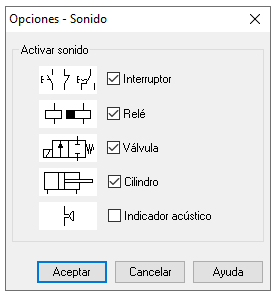 Opciones - Sonido
Activar sonido
Interruptor
Relé
Válvula
Cilindro
Indicador acústico
Aceptar
Cancelar
Ayuda